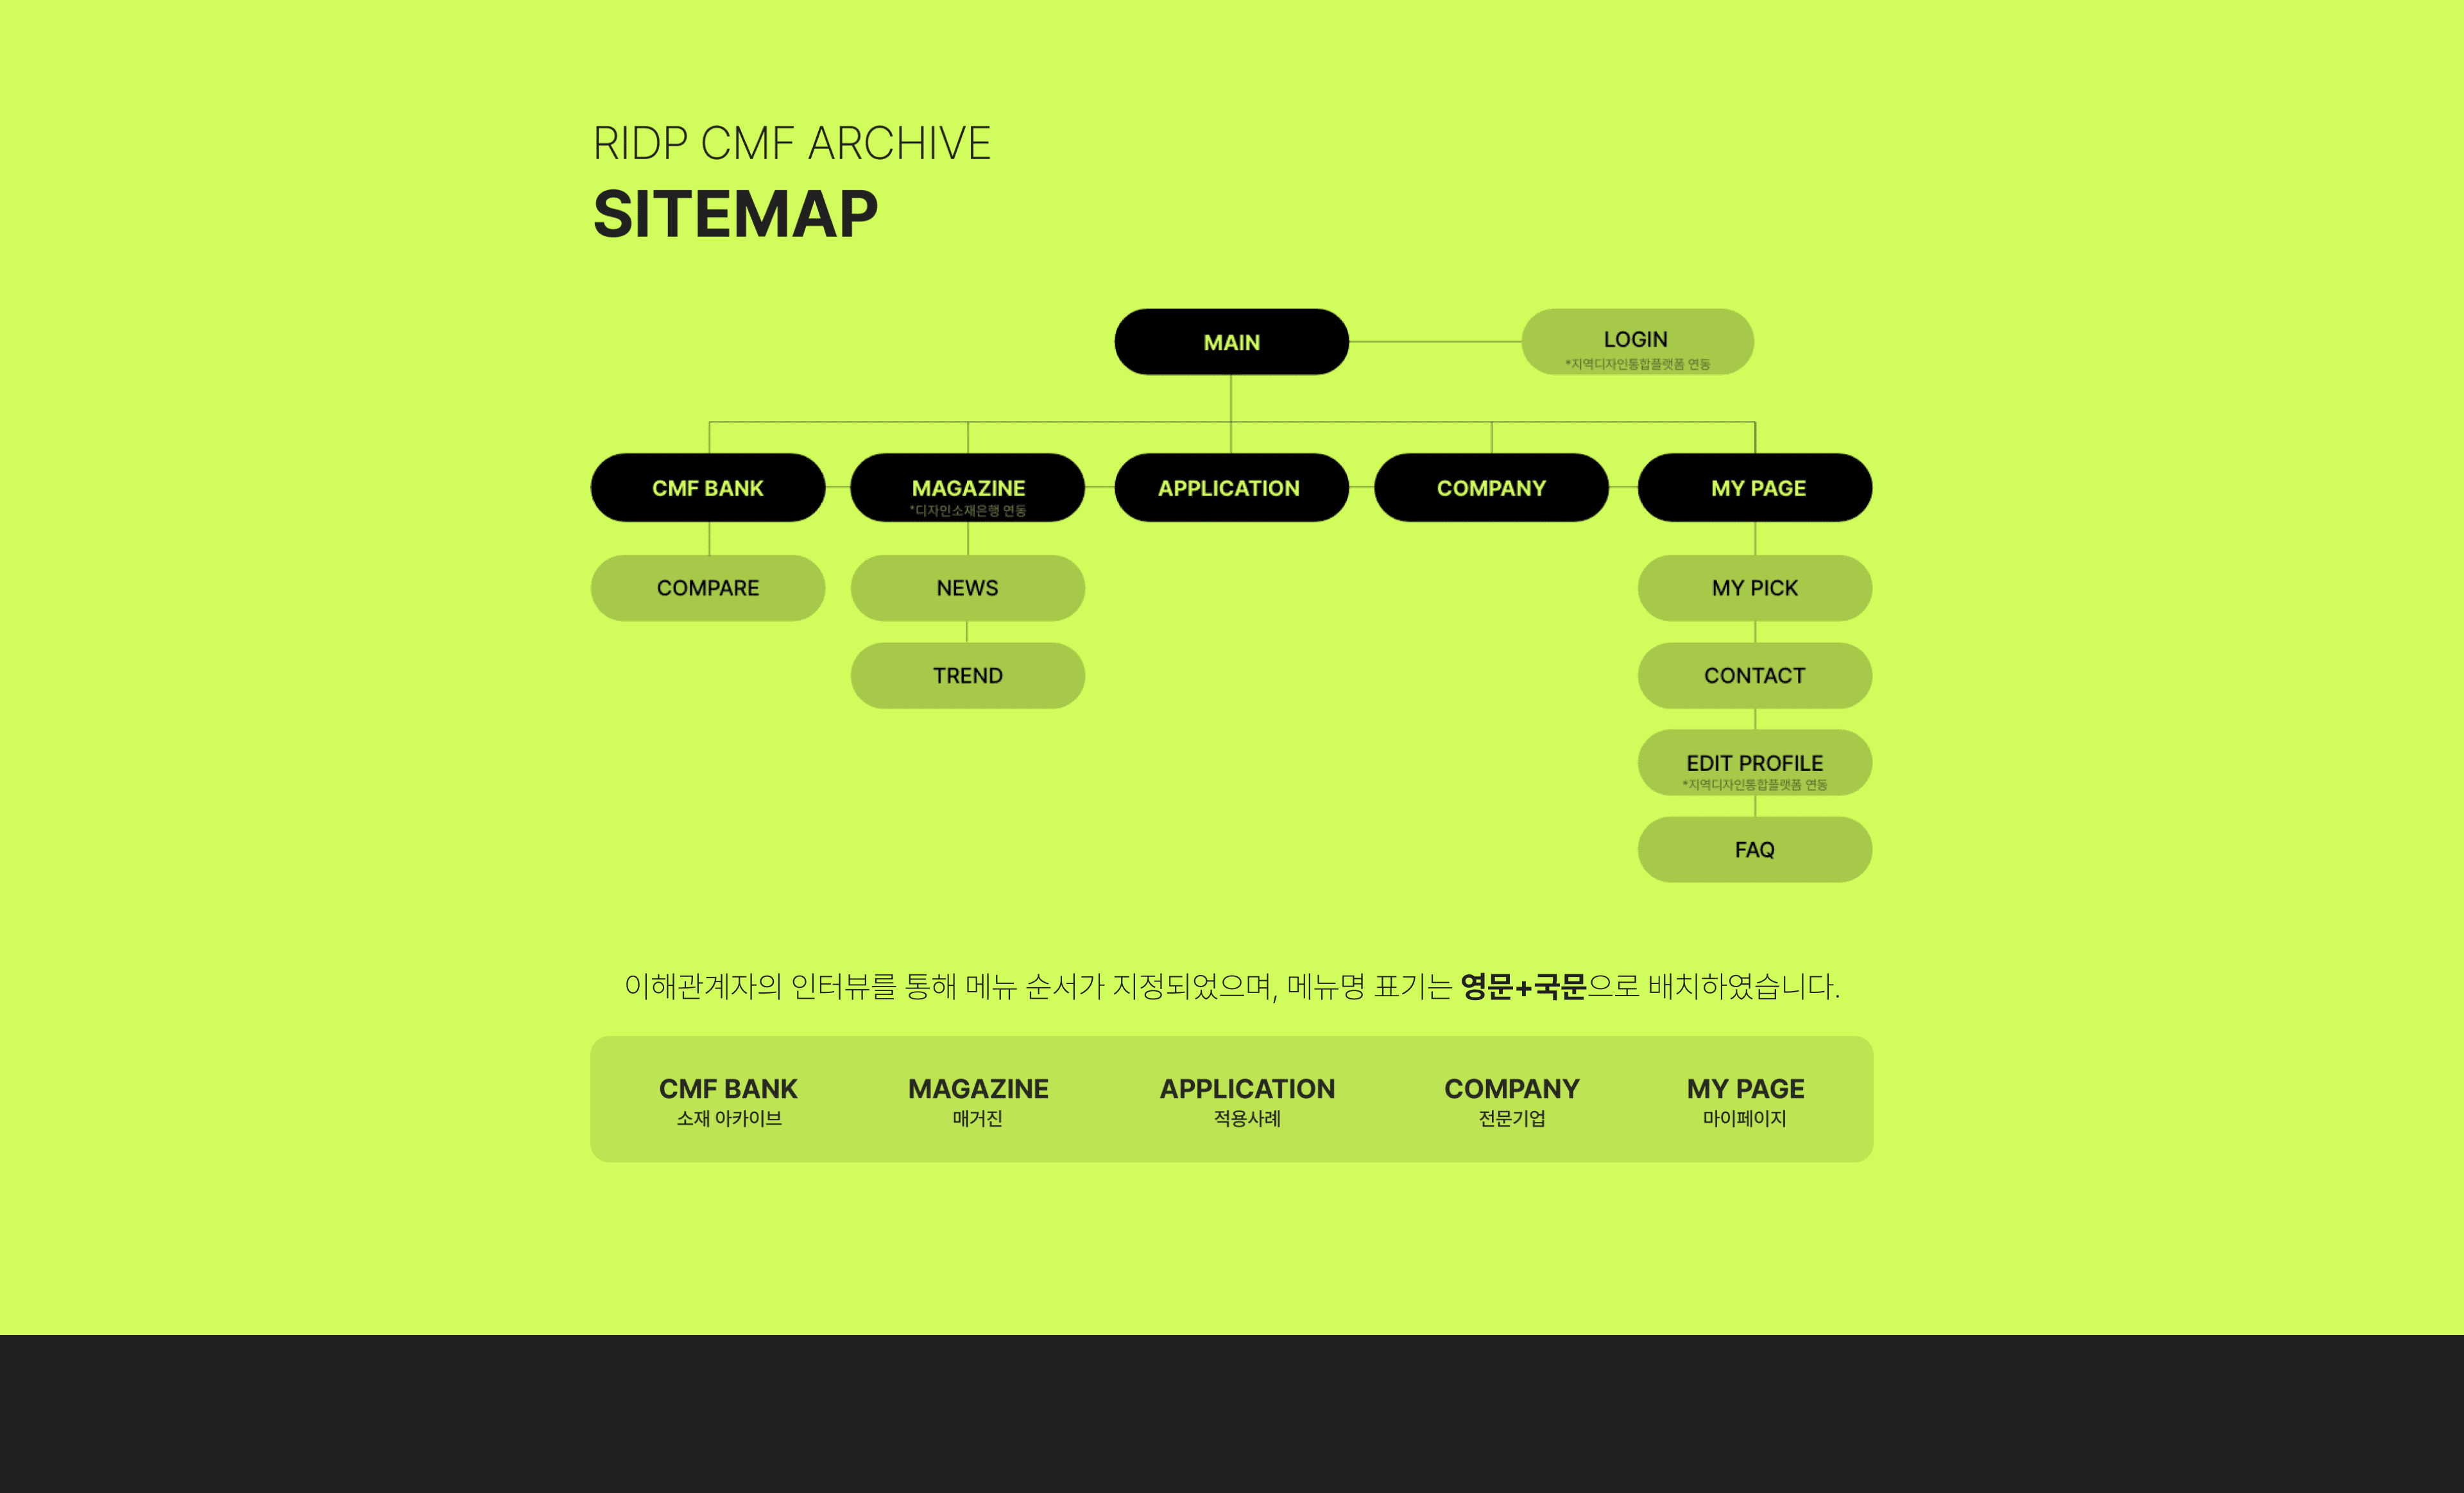 RIDP CMF ARCHIVE
SITEMAP
MAIN
LOGIN
*지역디자인통합플랫폼 연동
CMF BANK
MAGAZINE
*디자인소재은행 연동
APPLICATION
COMPANY
MY PAGE
COMPARE
NEWS
MY PICK
TREND
CONTACT
EDIT PROFILE
*지역디자인통합플랫폼 연동
FAQ
이해관계자의 인터뷰를 통해 메뉴 순서가 지정되었으며, 메뉴명 표기는 영문+국문으로 배치하였습니다.
CMF BANK
소재 아카이브
MAGAZINE
매거진
APPLICATION
적용사례
COMPANY
전문기업
MY PAGE
마이페이지